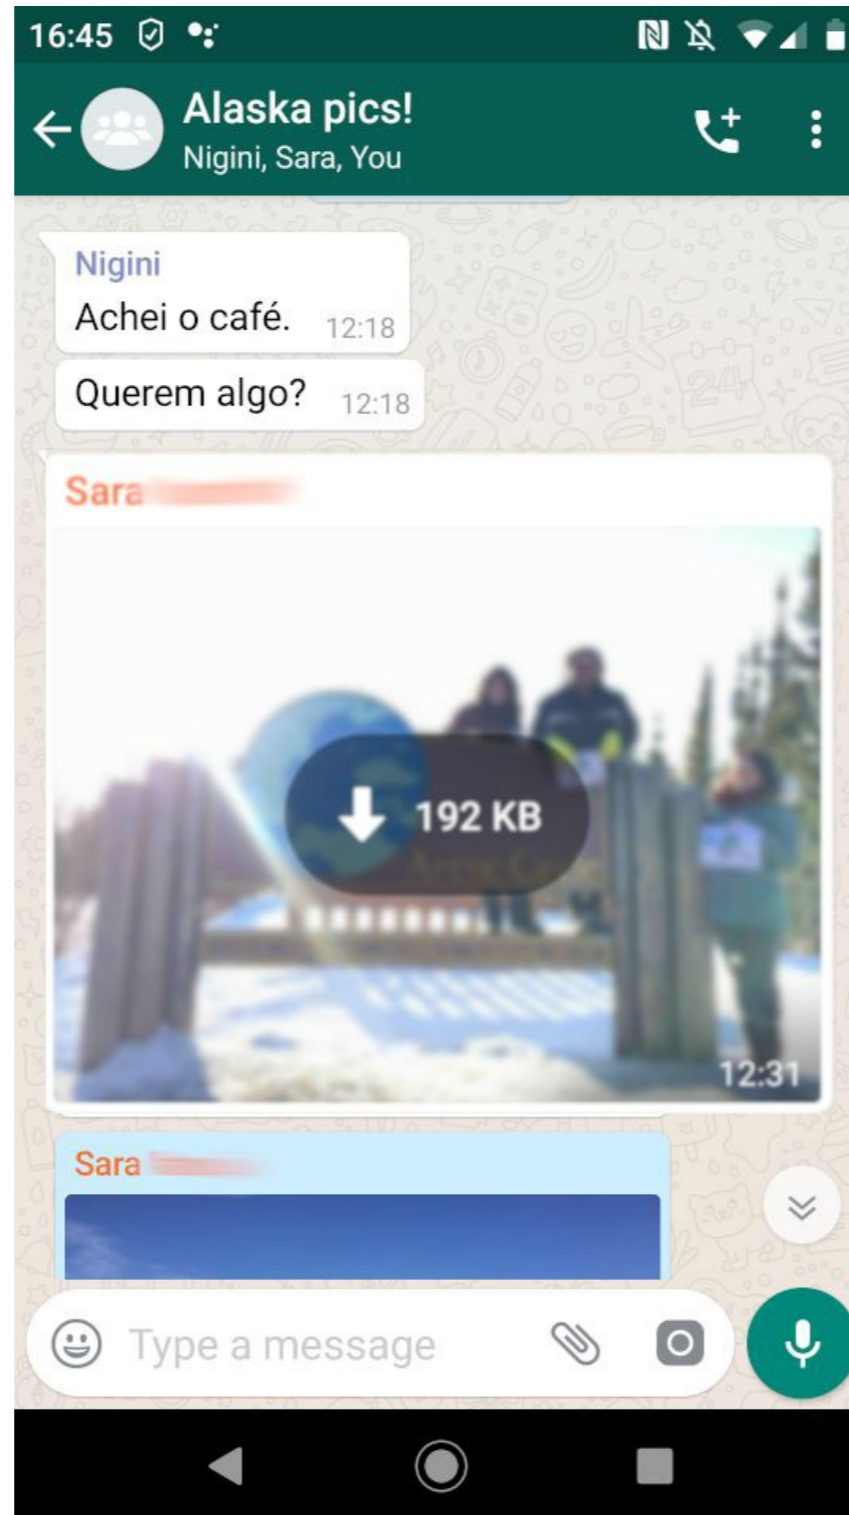 16:45
Alaska pics!
Nigini, Sara, You
Nigini
Achei o café.
12:18
Querem algo?
12:18
Sara
192 KB
12:31
Sara
Type a message